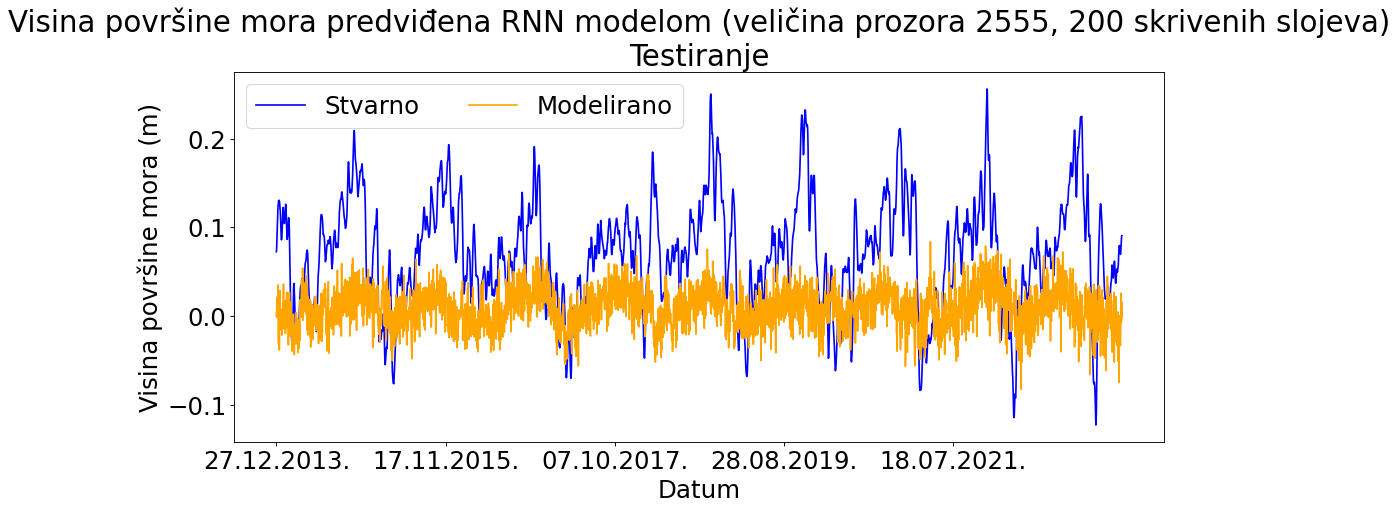 Visina površine mora predviđena RNN modelom (veličina prozora 2555, 200 skrivenih slojeva)
Testiranje
Stvarno
Modelirano
Visina površine mora (m)
0.2
0.1
0.0
−0.1
27.12.2013.
17.11.2015.
07.10.2017.
28.08.2019.
18.07.2021.
Datum